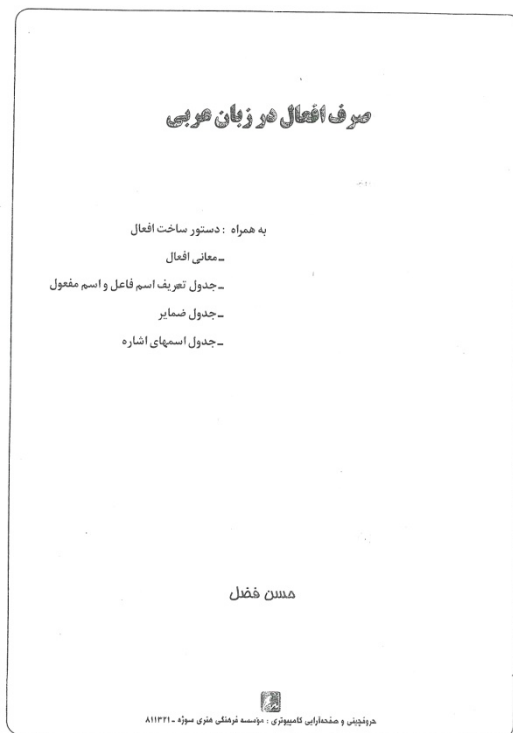 صرف افعال در زبان عربی
به همراه : دستور ساخت افعال
ـ معانی افعال
ـ جدول تعریف اسم فاعل و اسم مفعول
ـ جدول ضمایر
ـ جدول اسمهای اشاره
حسن فضل
حروفچینی و صفحه‌آرایی کامپیوتری : مؤسسه فرهنگی هنری سوژه ـ ۸۱۱۳۲۱